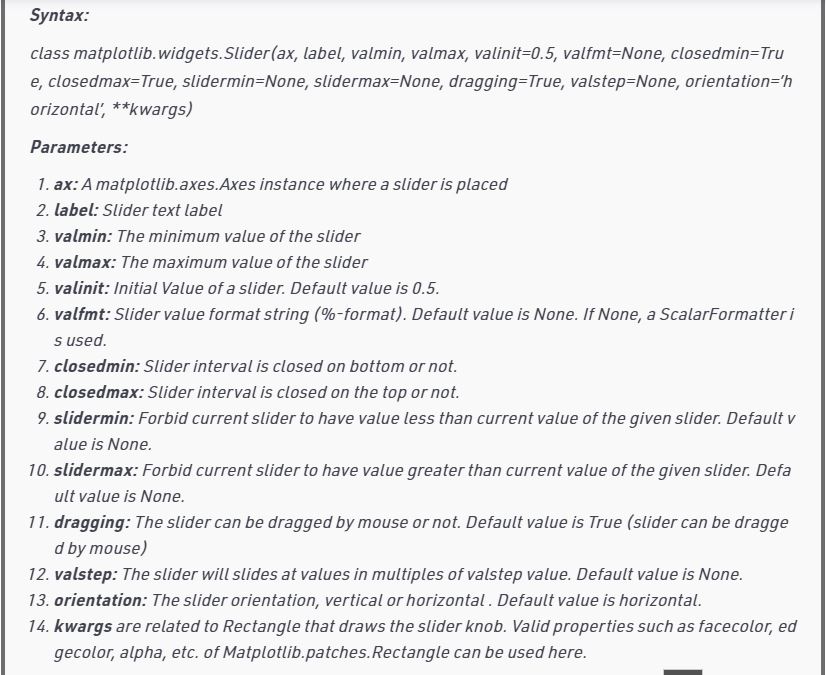 Syntax:
class matplotlib.widgets.Slider(ax, label, valmin, valmax, valinit=0.5, valfmt=None, closedmin=Tru
e, closedmax=True, slidermin=None, slidermax=None, dragging=True, valstep=None, orientation='h
orizontal', **kwargs)
Parameters:
1. ax: A matplotlib.axes.Axes instance where a slider is placed
2. label: Slider text label
3. valmin: The minimum value of the slider
4. valmax: The maximum value of the slider
5. valinit: Initial Value of a slider. Default value is 0.5.
6. valfmt: Slider value format string (%-format). Default value is None. If None, a ScalarFormatter i
s used.
7. closedmin: Slider interval is closed on bottom or not.
8. closedmax: Slider interval is closed on the top or not.
9. slidermin: Forbid current slider to have value less than current value of the given slider. Default v
alue is None.
10. slidermax: Forbid current slider to have value greater than current value of the given slider. Defa
ult value is None.
11. dragging: The slider can be dragged by mouse or not. Default value is True (slider can be dragge
d by mouse)
12. valstep: The slider will slides at values in multiples of valstep value. Default value is None.
13. orientation: The slider orientation, vertical or horizontal . Default value is horizontal.
14. kwargs are related to Rectangle that draws the slider knob. Valid properties such as facecolor, ed
gecolor, alpha, etc. of Matplotlib.patches.Rectangle can be used here.